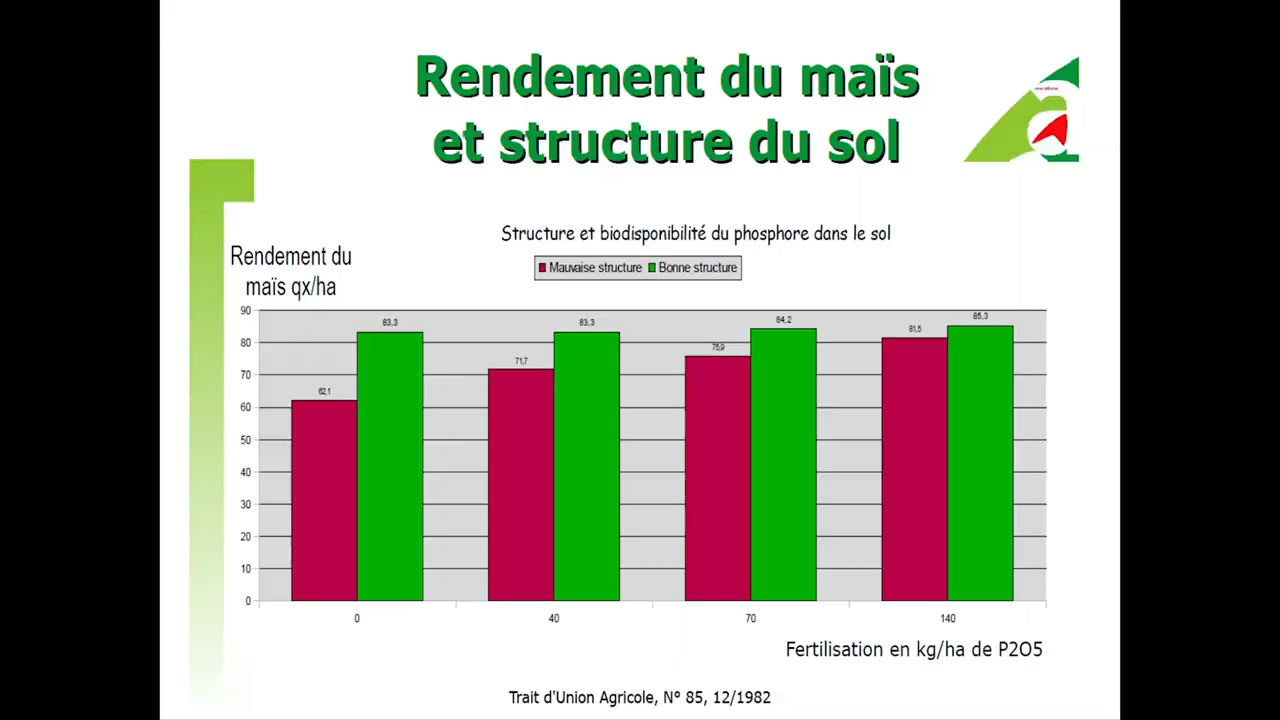 Rendement du maïs
et structure du sol
Structure et biodisponibilité du phosphore dans le sol
Rendement du
maïs qx/ha
Mauvaise structure Bonne structure
90
80
70
60
50
40
30
20
10
0
62,1
83,3
71,7
83,3
75,9
84,2
81,5
85,3
0 40 70 140
Fertilisation en kg/ha de P2O5
Trait d'Union Agricole, N° 85, 12/1982